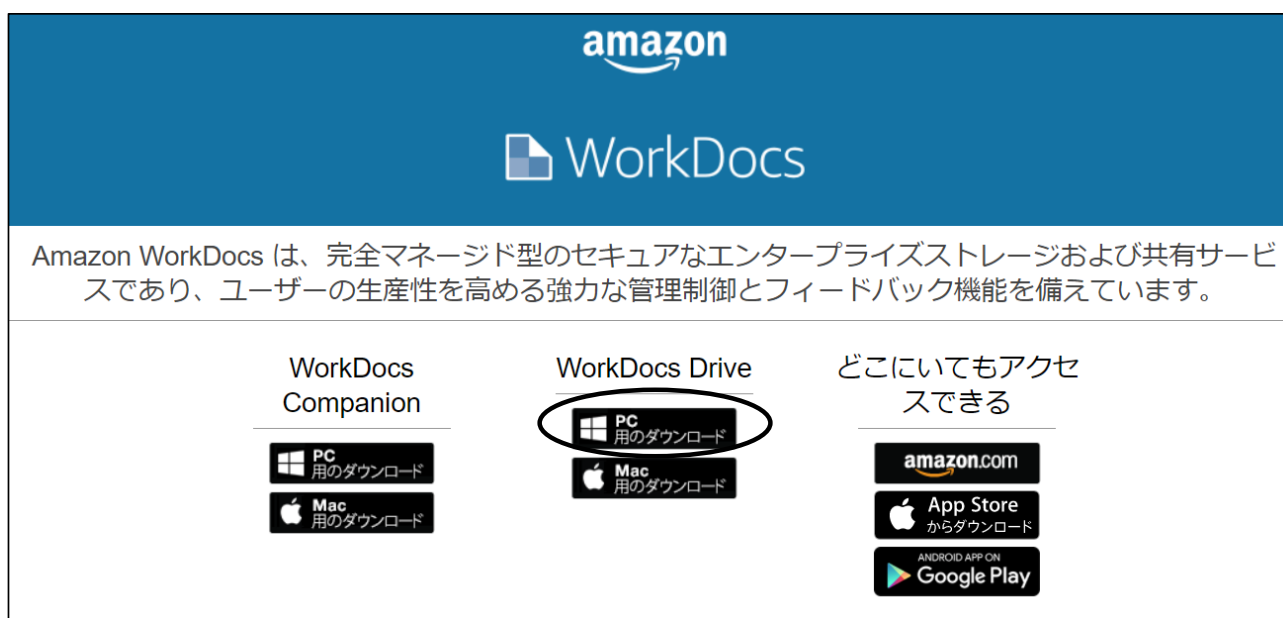 amazon
WorkDocs
Amazon WorkDocs は、完全マネージド型のセキュアなエンタープライズストレージおよび共有サービ
スであり、ユーザーの生産性を高める強力な管理制御とフィードバック機能を備えています。
WorkDocs
Companion
PC
用のダウンロード
Mac
用のダウンロード
WorkDocs Drive
PC
用のダウンロード
Mac
用のダウンロード
どこにいてもアクセ
スできる
amazon.com
App Store
からダウンロード
ANDROID APP ON
Google Play